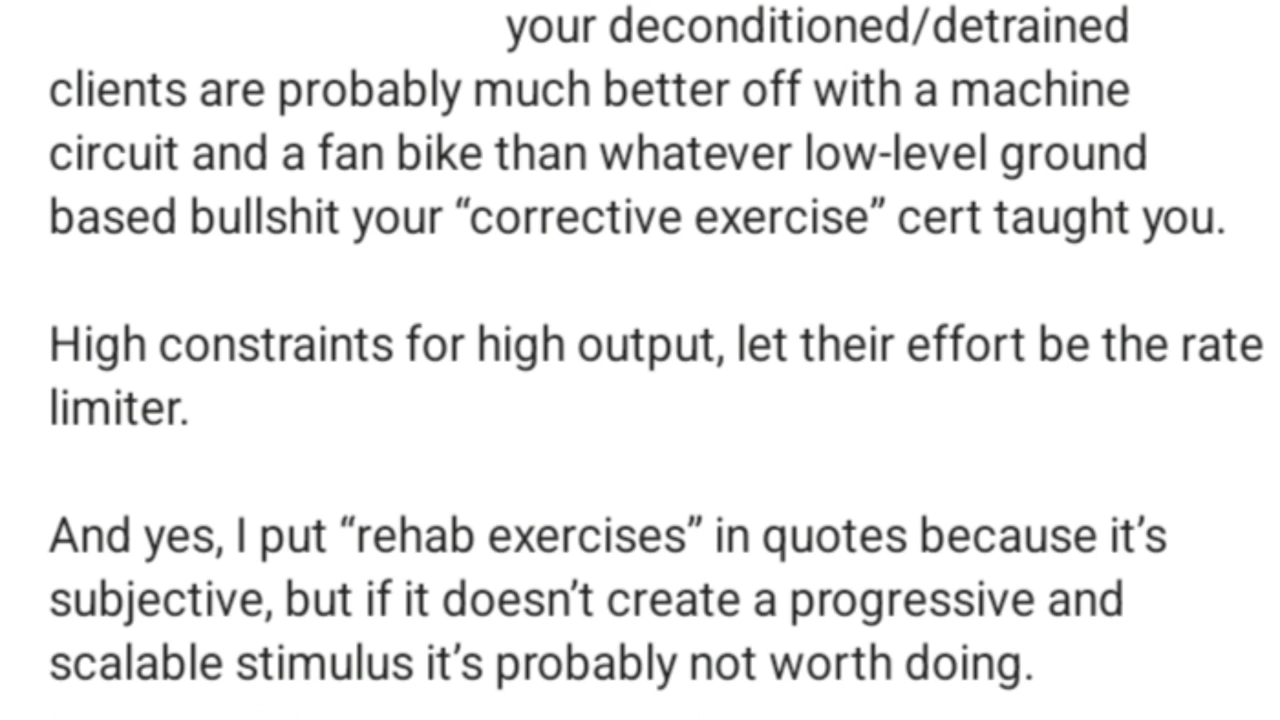 your deconditioned/detrained
clients are probably much better off with a machine
circuit and a fan bike than whatever low-level ground
based bullshit your “corrective exercise” cert taught you.
High constraints for high output, let their effort be the rate
limiter.
And yes, I put “rehab exercises” in quotes because it’s
subjective, but if it doesn’t create a progressive and
scalable stimulus it’s probably not worth doing.